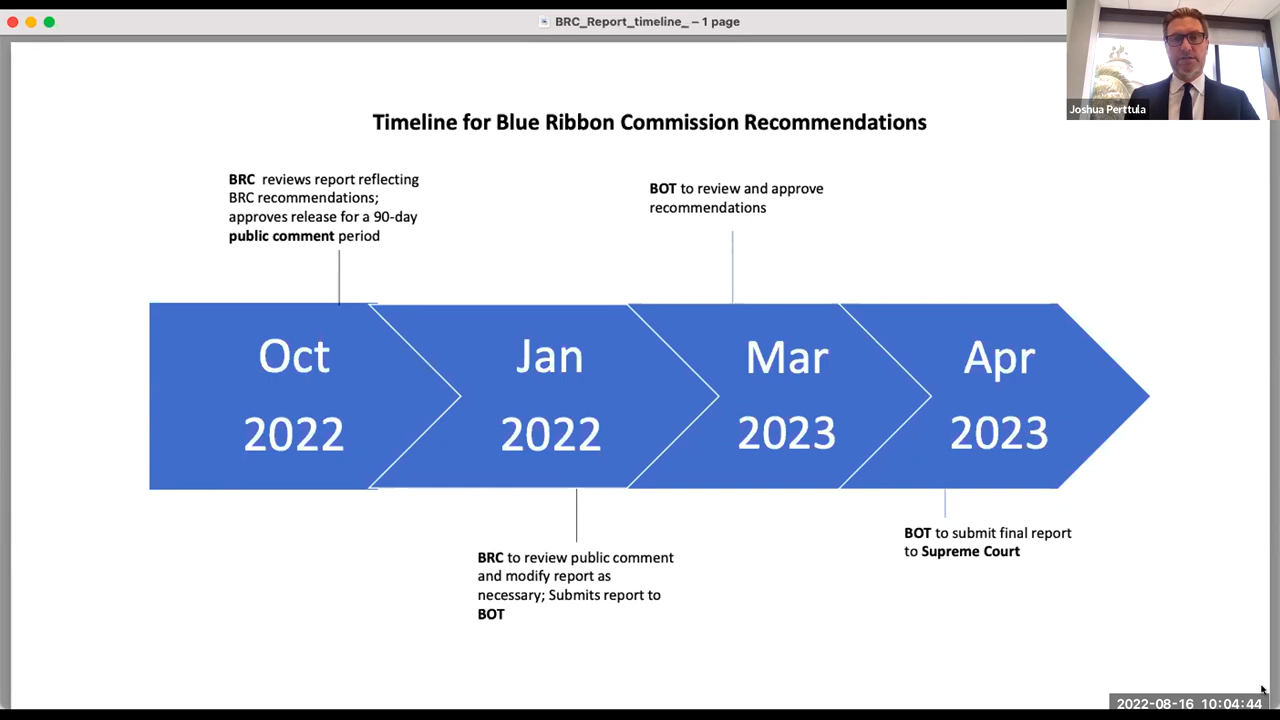 BRC_Report_timeline_ – 1 page
Joshua Perttula
Timeline for Blue Ribbon Commission Recommendations
BRC reviews report reflecting
BRC recommendations;
approves release for a 90-day
public comment period
BOT to review and approve
recommendations
Oct
2022
Jan
2022
Mar
2023
Apr
2023
BRC to review public comment
and modify report as
necessary; Submits report to
BOT
BOT to submit final report
to Supreme Court
2022-08-16 10:04:44